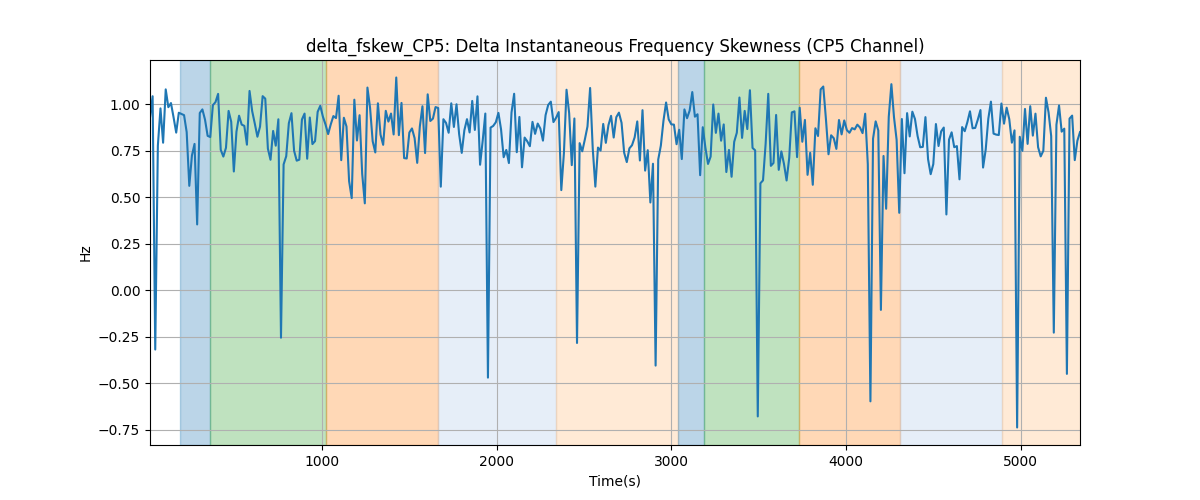 delta_fskew_CP5: Delta Instantaneous Frequency Skewness (CP5 Channel)
1.00
0.75
0.50
0.25
0.00
−0.25
−0.50
−0.75
Hz
1000 2000 3000 4000 5000
Time(s)